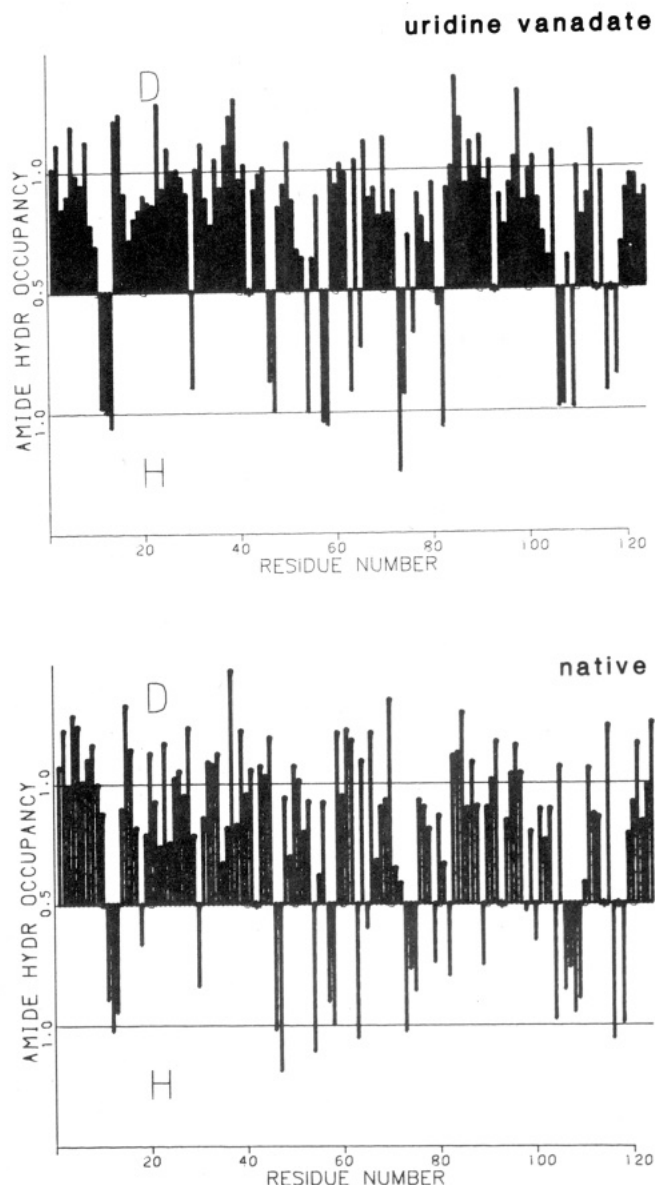 uridine vanadate
D
1.0
0.5
1.0
AMIDE HYDR OCCUPANCY
H
20 40 60 80 100 120
RESIDUE NUMBER
native
D
1.0
0.5
1.0
AMIDE HYDR OCCUPANCY
H
20 40 60 80 100 120
RESIDUE NUMBER